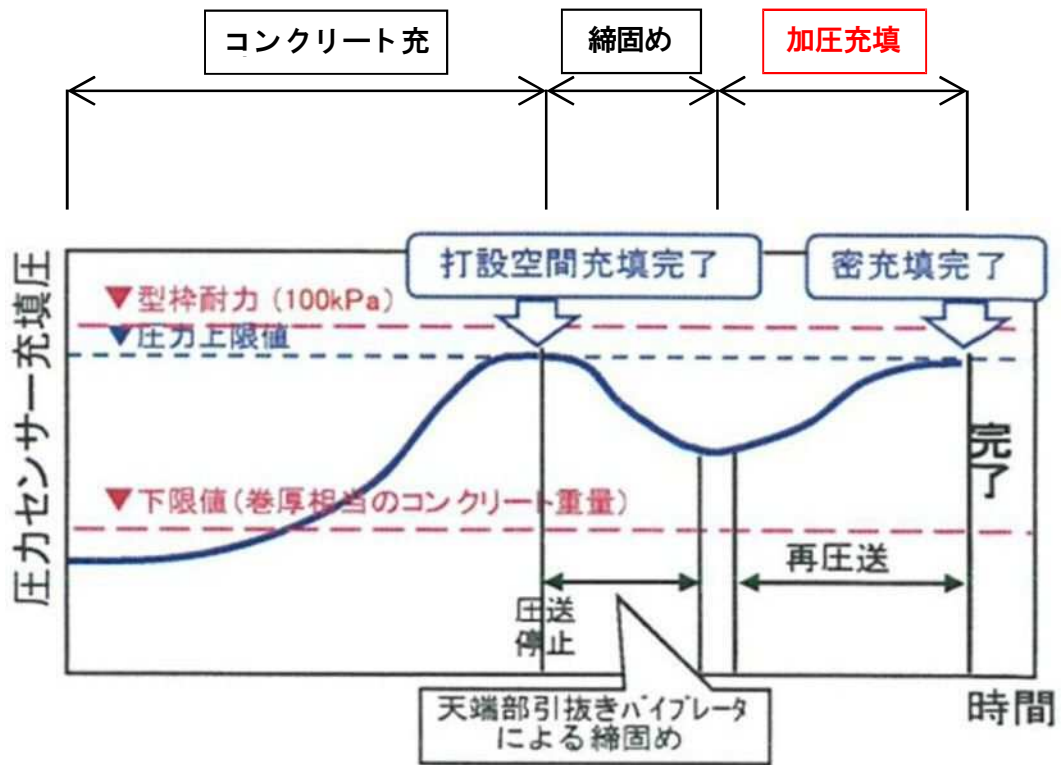 コンクリート充
締固め
加圧充填
打設空間充填完了
密充填完了
▼型枠耐力（100kPa）
▼圧力上限値
圧力センサー充填圧
完了
▼下限値（巻厚相当のコンクリート重量）
再圧送
圧送
停止
時間
天端部引抜きバイブレータ
による締固め